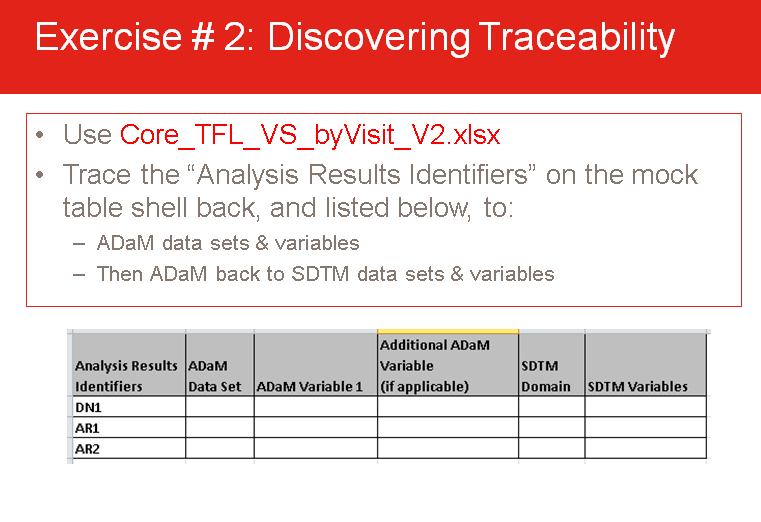 Exercise # 2: Discovering Traceability
• Use Core_TFL_VS_byVisit_V2.xlsx
• Trace the “Analysis Results Identifiers” on the mock
table shell back, and listed below, to:
– ADaM data sets & variables
– Then ADaM back to SDTM data sets & variables
Analysis Results Identifiers
ADaM Data Set
ADaM Variable 1
Additional ADaM Variable (if applicable)
SDTM Domain
SDTM Variables
DN1
AR1
AR2